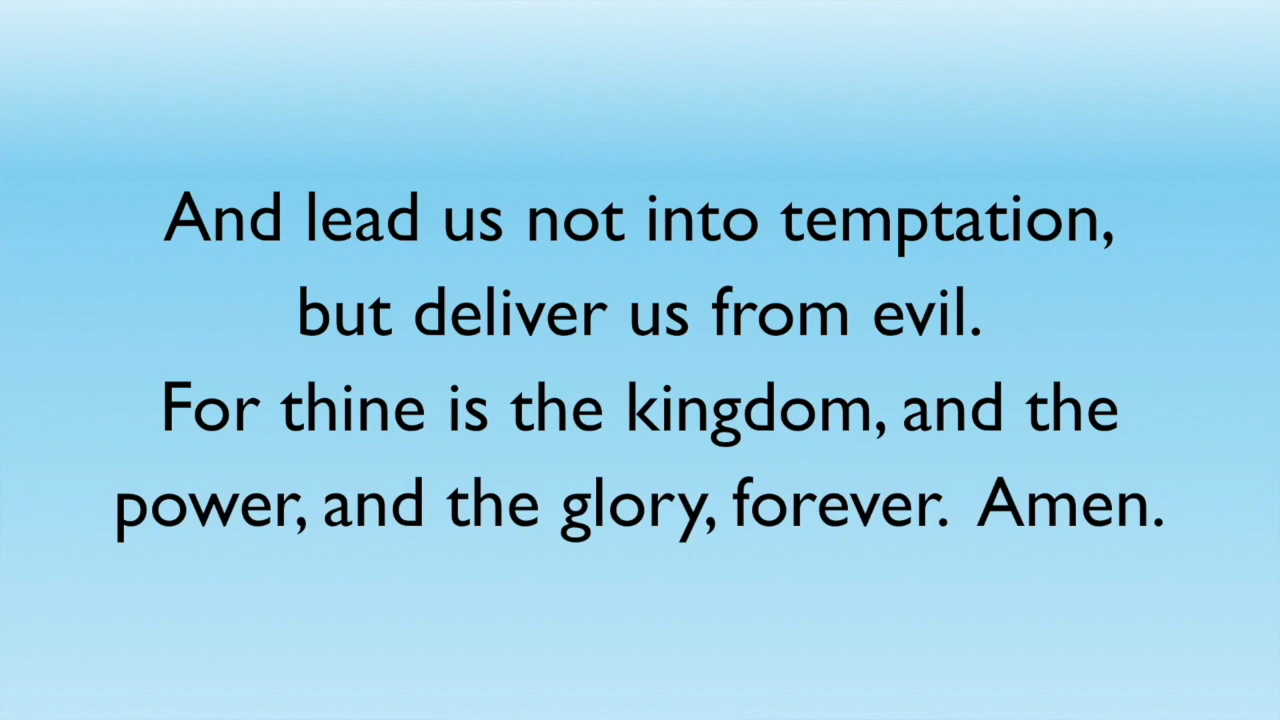 And lead us not into temptation,
but deliver us from evil.
For thine is the kingdom, and the
power, and the glory, forever.  Amen.